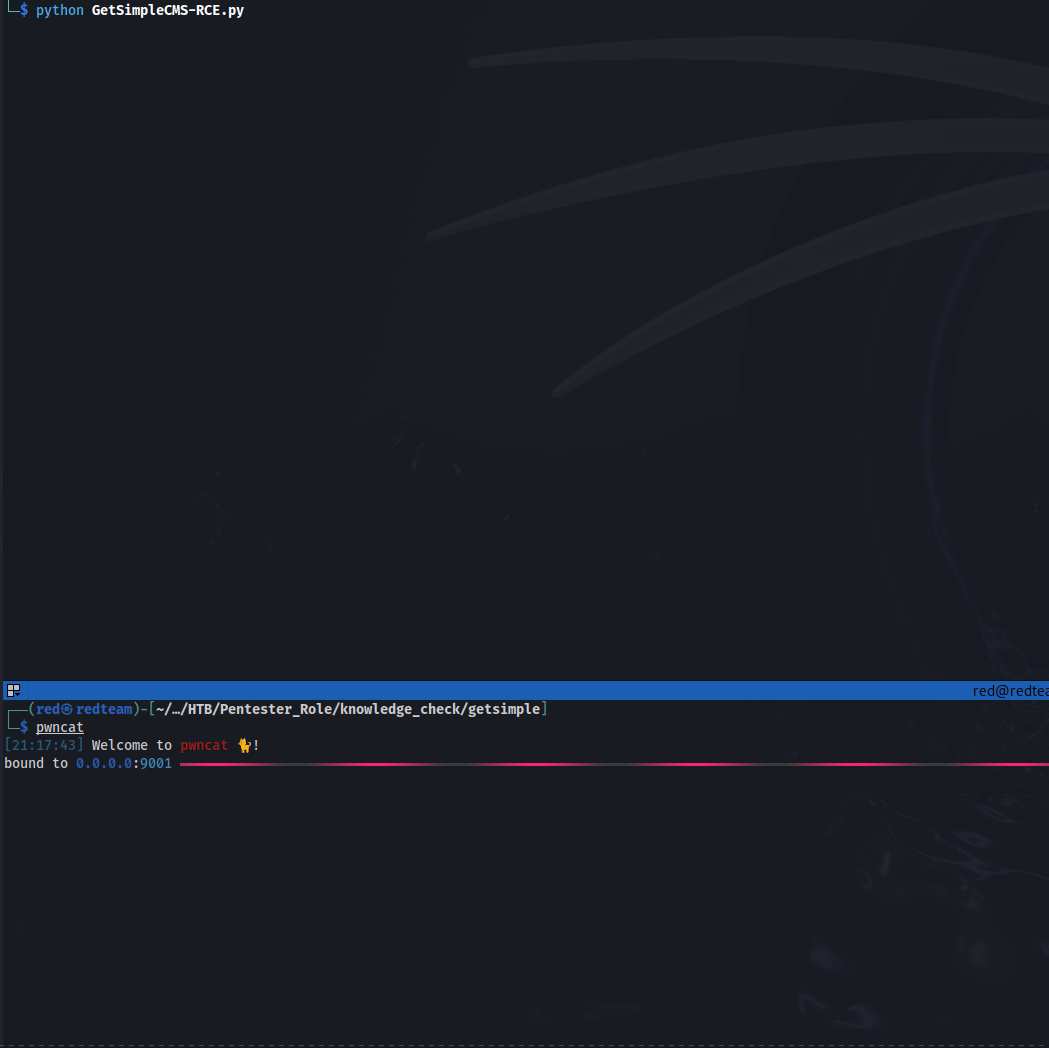 └─$ python GetSimpleCMS-RCE.py
red@redtea
┌──(red㉿redteam)-[~/…/HTB/Pentester_Role/knowledge_check/getsimple]
└─$ pwncat
[21:17:43] Welcome to pwncat 🐈!
bound to 0.0.0.0:9001